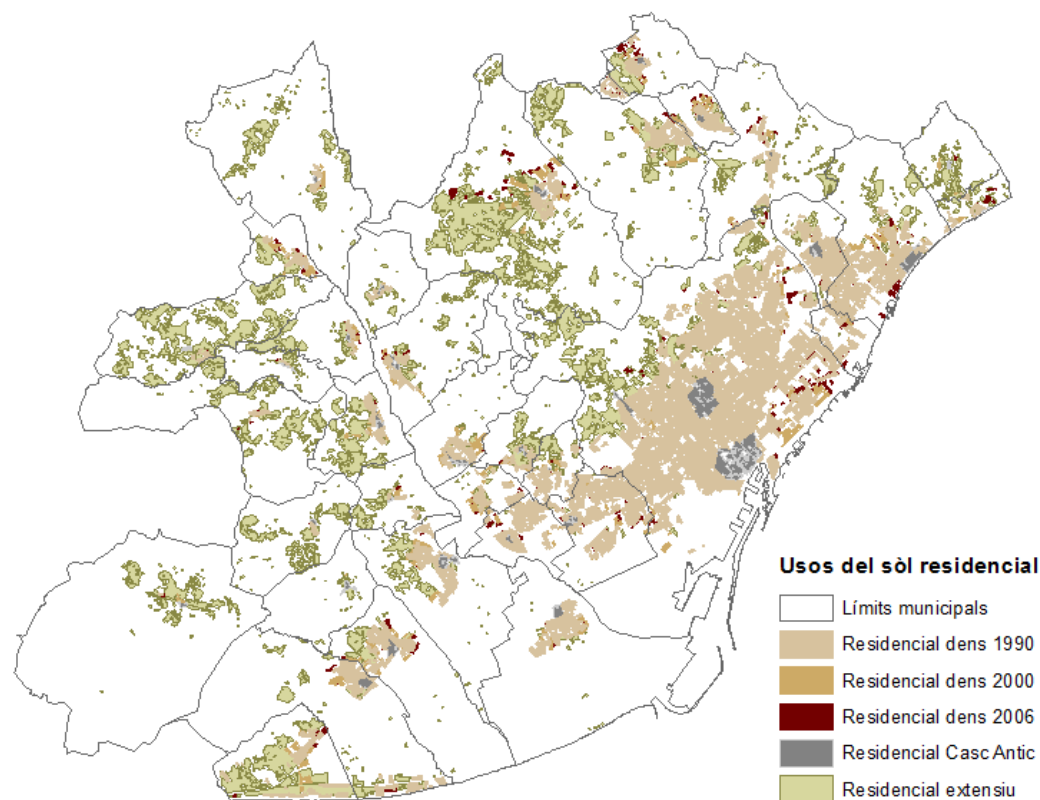 Usos del sòl residencial
Límits municipals
Residencial dens 1990
Residencial dens 2000
Residencial dens 2006
Residencial Casc Antic
Residencial extensiu